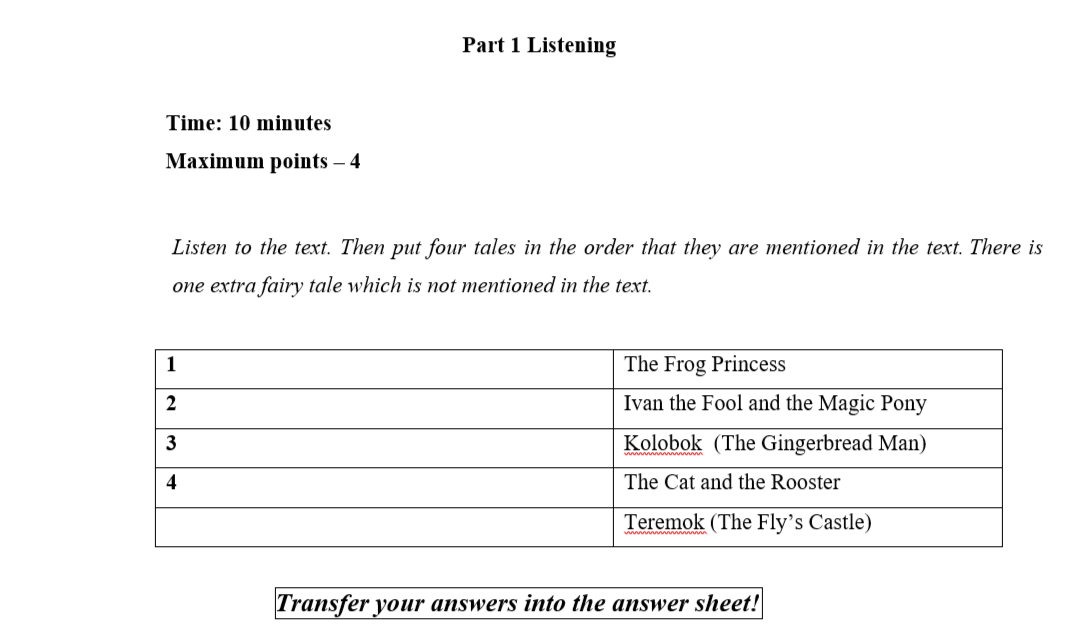 Part 1 Listening
Time: 10 minutes
Maximum points – 4
Listen to the text. Then put four tales in the order that they are mentioned in the text. There is
one extra fairy tale which is not mentioned in the text.
1 The Frog Princess
2 Ivan the Fool and the Magic Pony
3 Kolobok (The Gingerbread Man)
4 The Cat and the Rooster
Teremok (The Fly’s Castle)
Transfer your answers into the answer sheet!